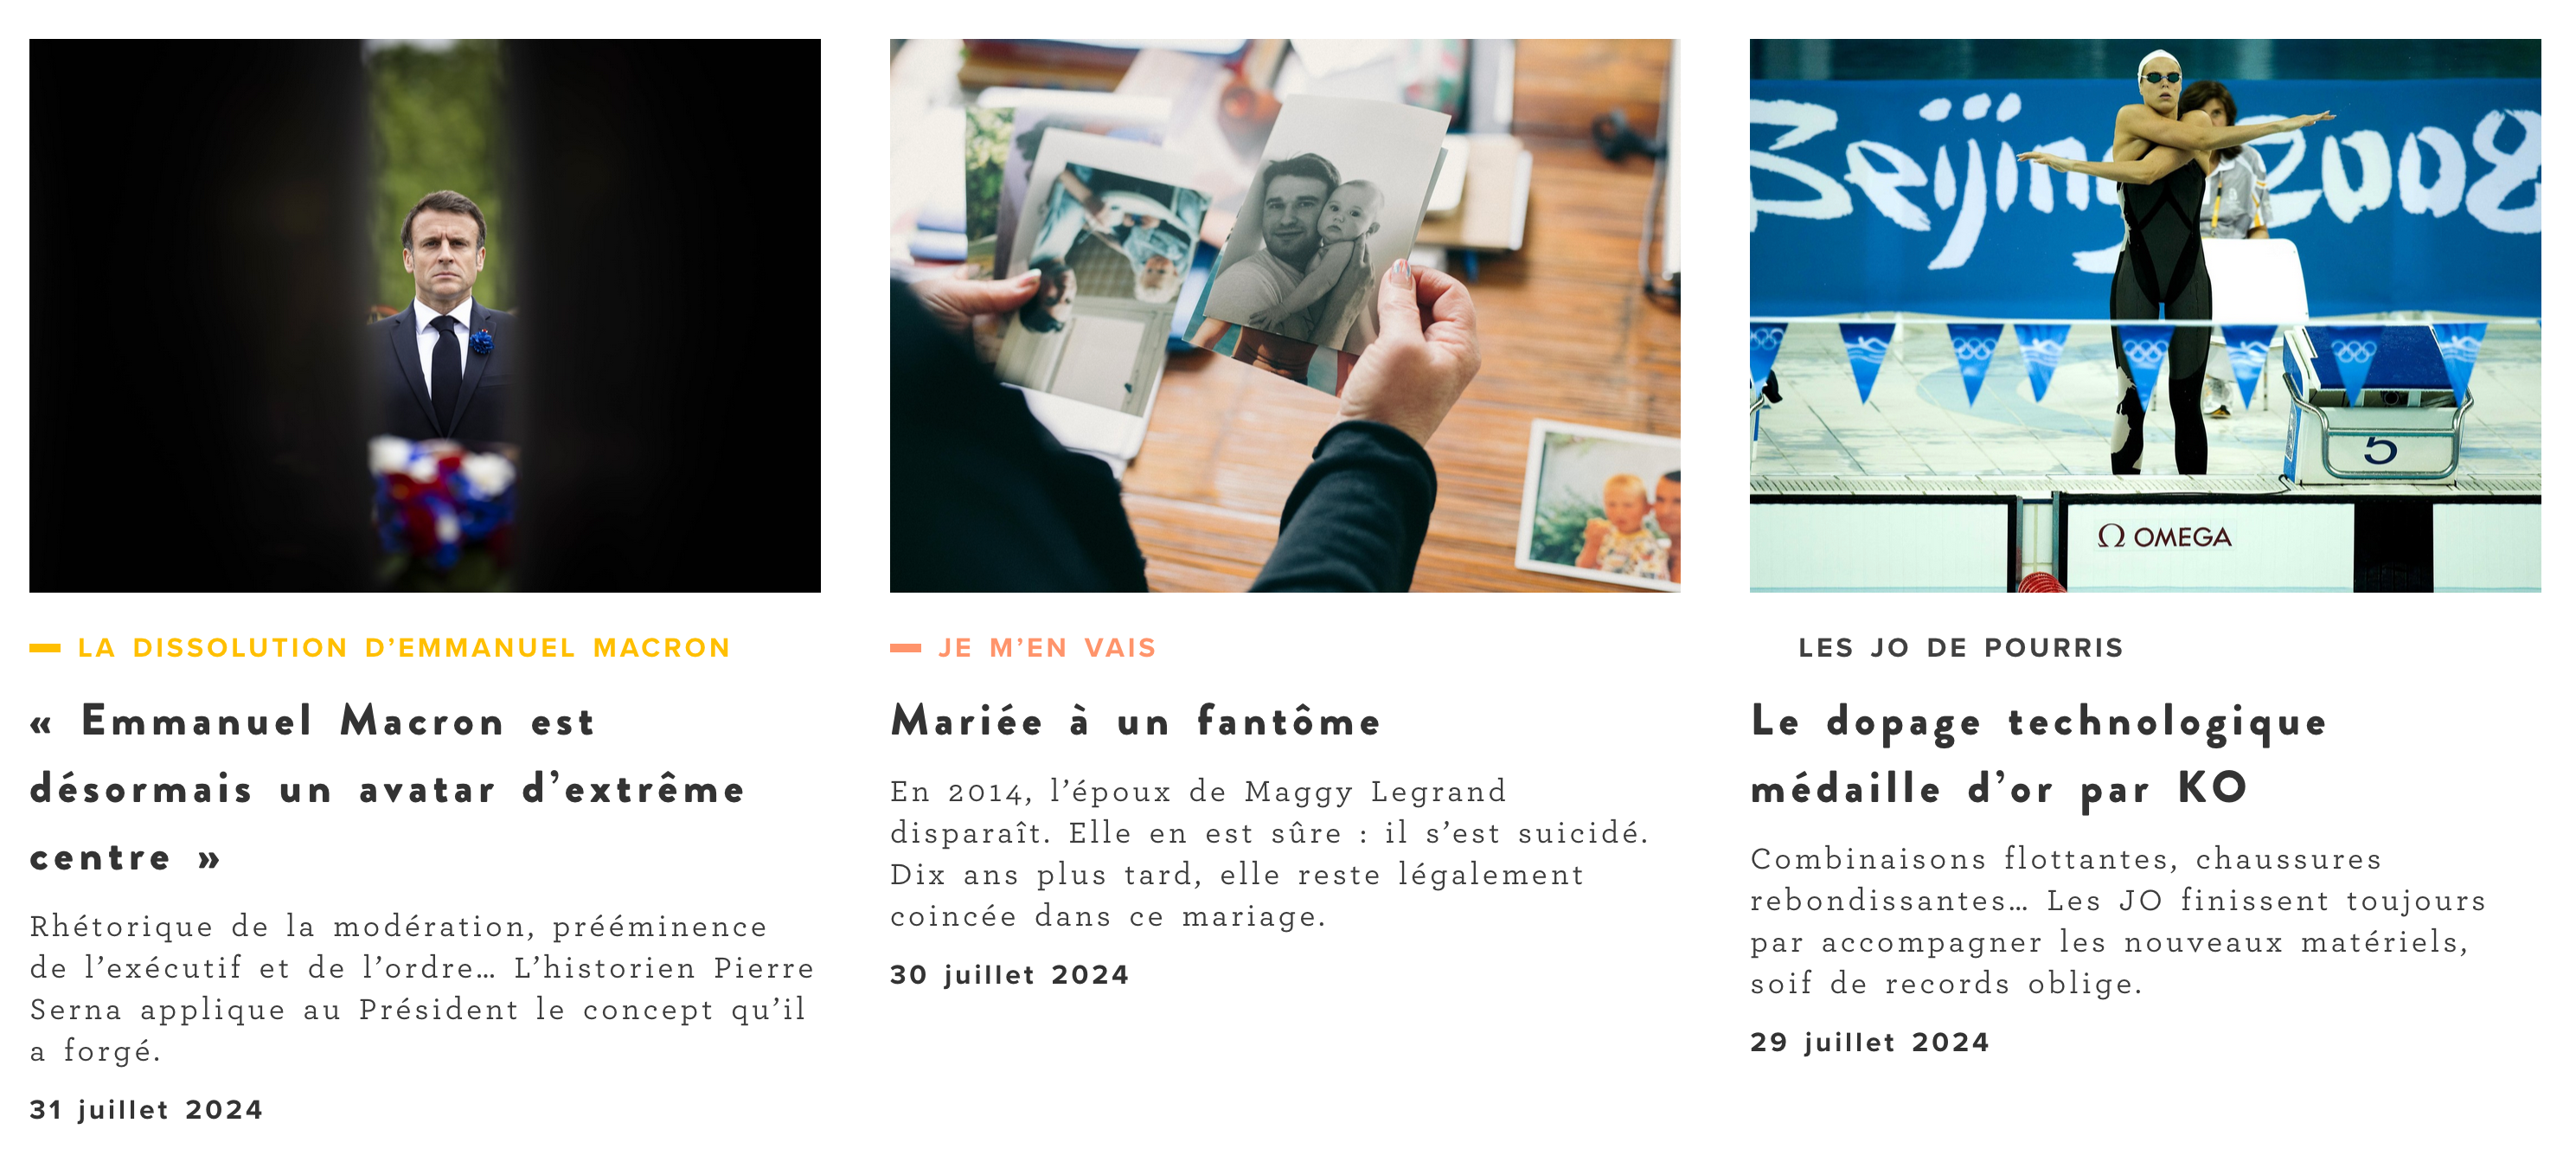 Beijing 2008
5
Ω OMEGA
LA DISSOLUTION D’EMMANUEL MACRON
« Emmanuel Macron est
désormais un avatar d’extrême
centre »
Rhétorique de la modération, prééminence
de l’exécutif et de l’ordre… L’historien Pierre
Serna applique au Président le concept qu’il
a forgé.
31 juillet 2024
JE M’EN VAIS
Mariée à un fantôme
En 2014, l’époux de Maggy Legrand
disparaît. Elle en est sûre : il s’est suicidé.
Dix ans plus tard, elle reste légalement
coincée dans ce mariage.
30 juillet 2024
LES JO DE POURRIS
Le dopage technologique
médaille d’or par KO
Combinaisons flottantes, chaussures
rebondissantes… Les JO finissent toujours
par accompagner les nouveaux matériels,
soif de records oblige.
29 juillet 2024